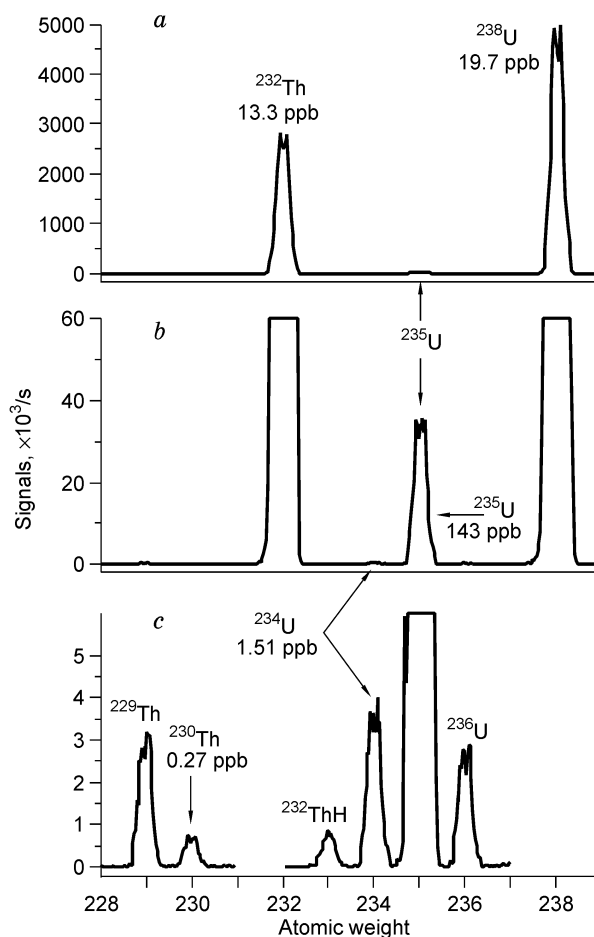 a
5000
4000
3000
2000
1000
0
²³²Th
13.3 ppb
²³⁸U
19.7 ppb
b
60
40
20
0
²³⁵U
²³⁵U
143 ppb
Signals, ×10³/s
c
5
4
3
2
1
0
²³⁴U
1.51 ppb
²²⁹Th
²³⁰Th
0.27 ppb
²³²ThH
²³⁶U
228 230 232 234 236 238
Atomic weight